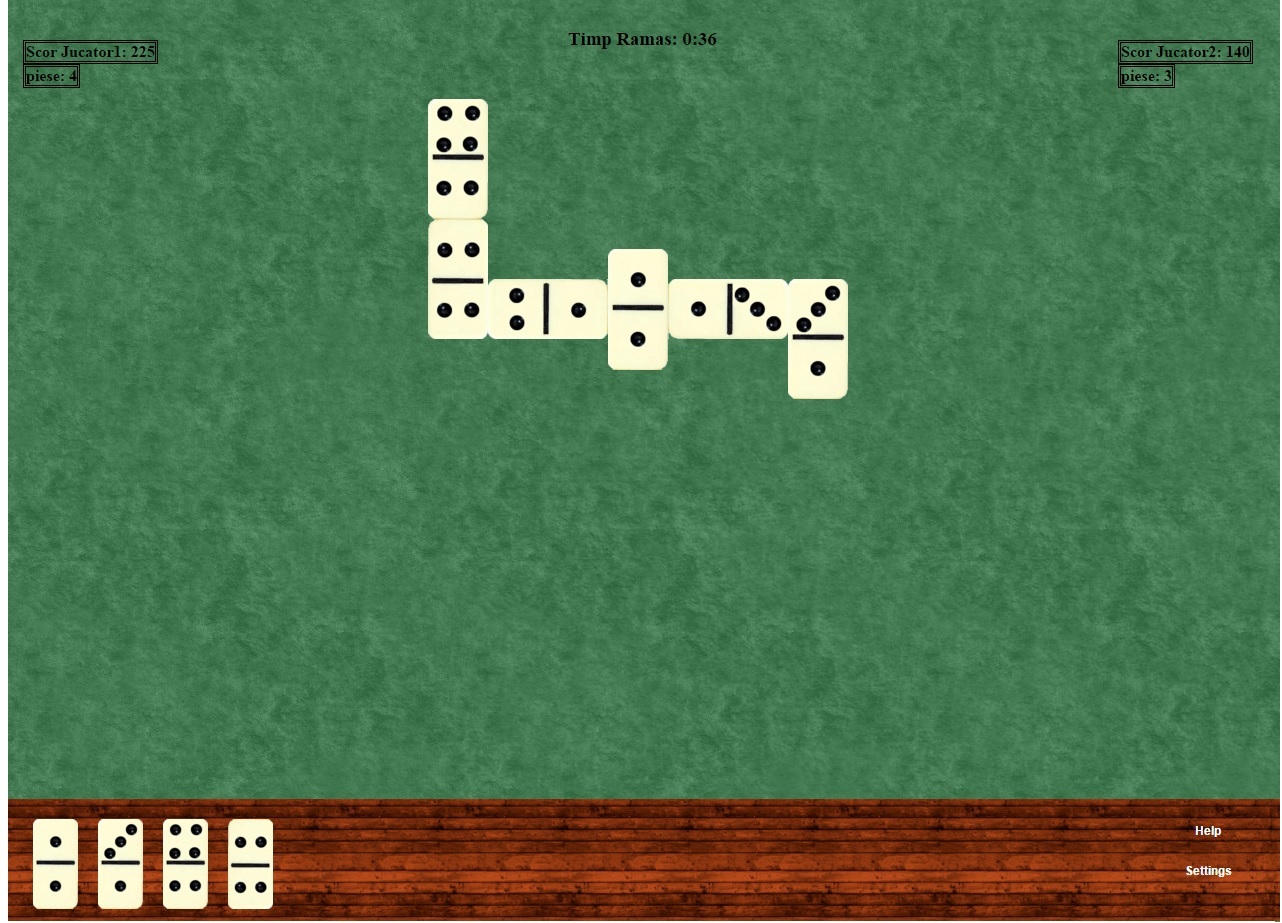 Timp Ramas: 0:36
Scor Jucator1: 225
piese: 4
Scor Jucator2: 140
piese: 3
Help
Settings